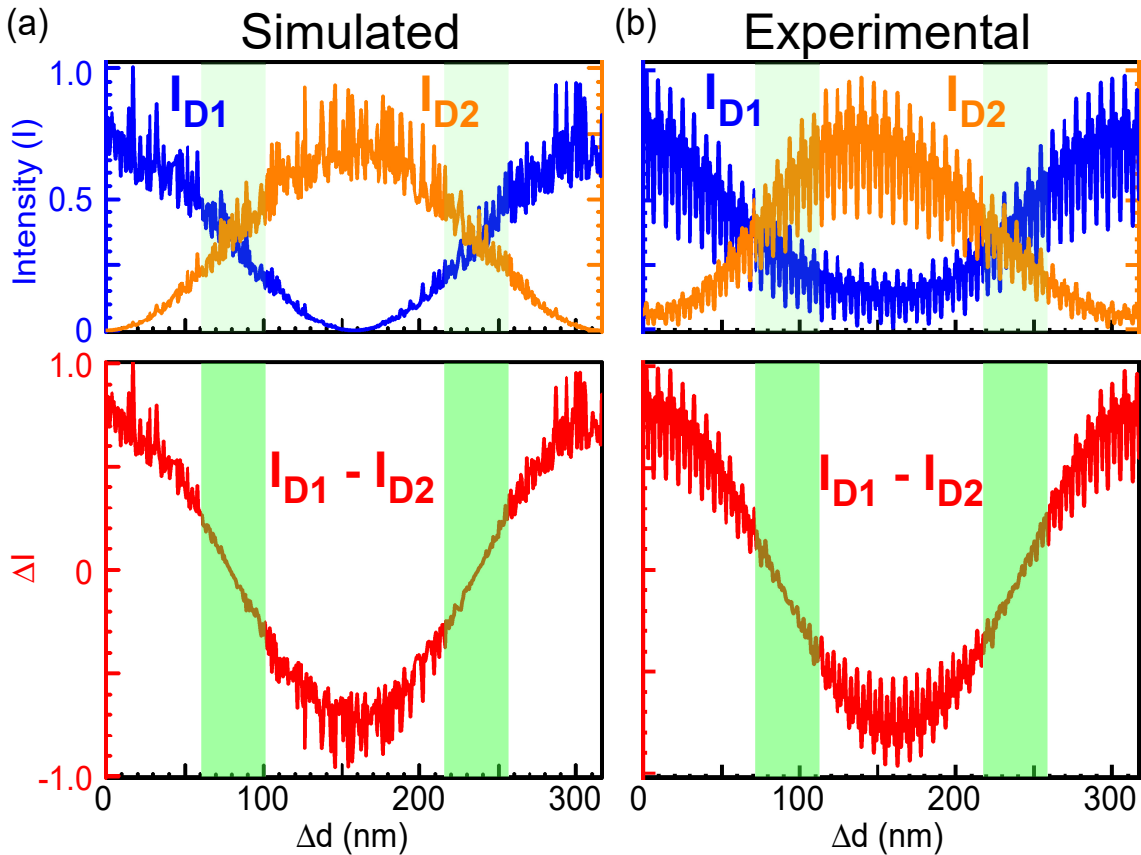 (a) Simulated
(b) Experimental
1.0
0.5
0
Intensity (I)
I_D1
I_D2
I_D1
I_D2
1.0
0
-1.0
ΔI
I_D1 - I_D2
I_D1 - I_D2
0 100 200 300
Δd (nm)
0 100 200 300
Δd (nm)